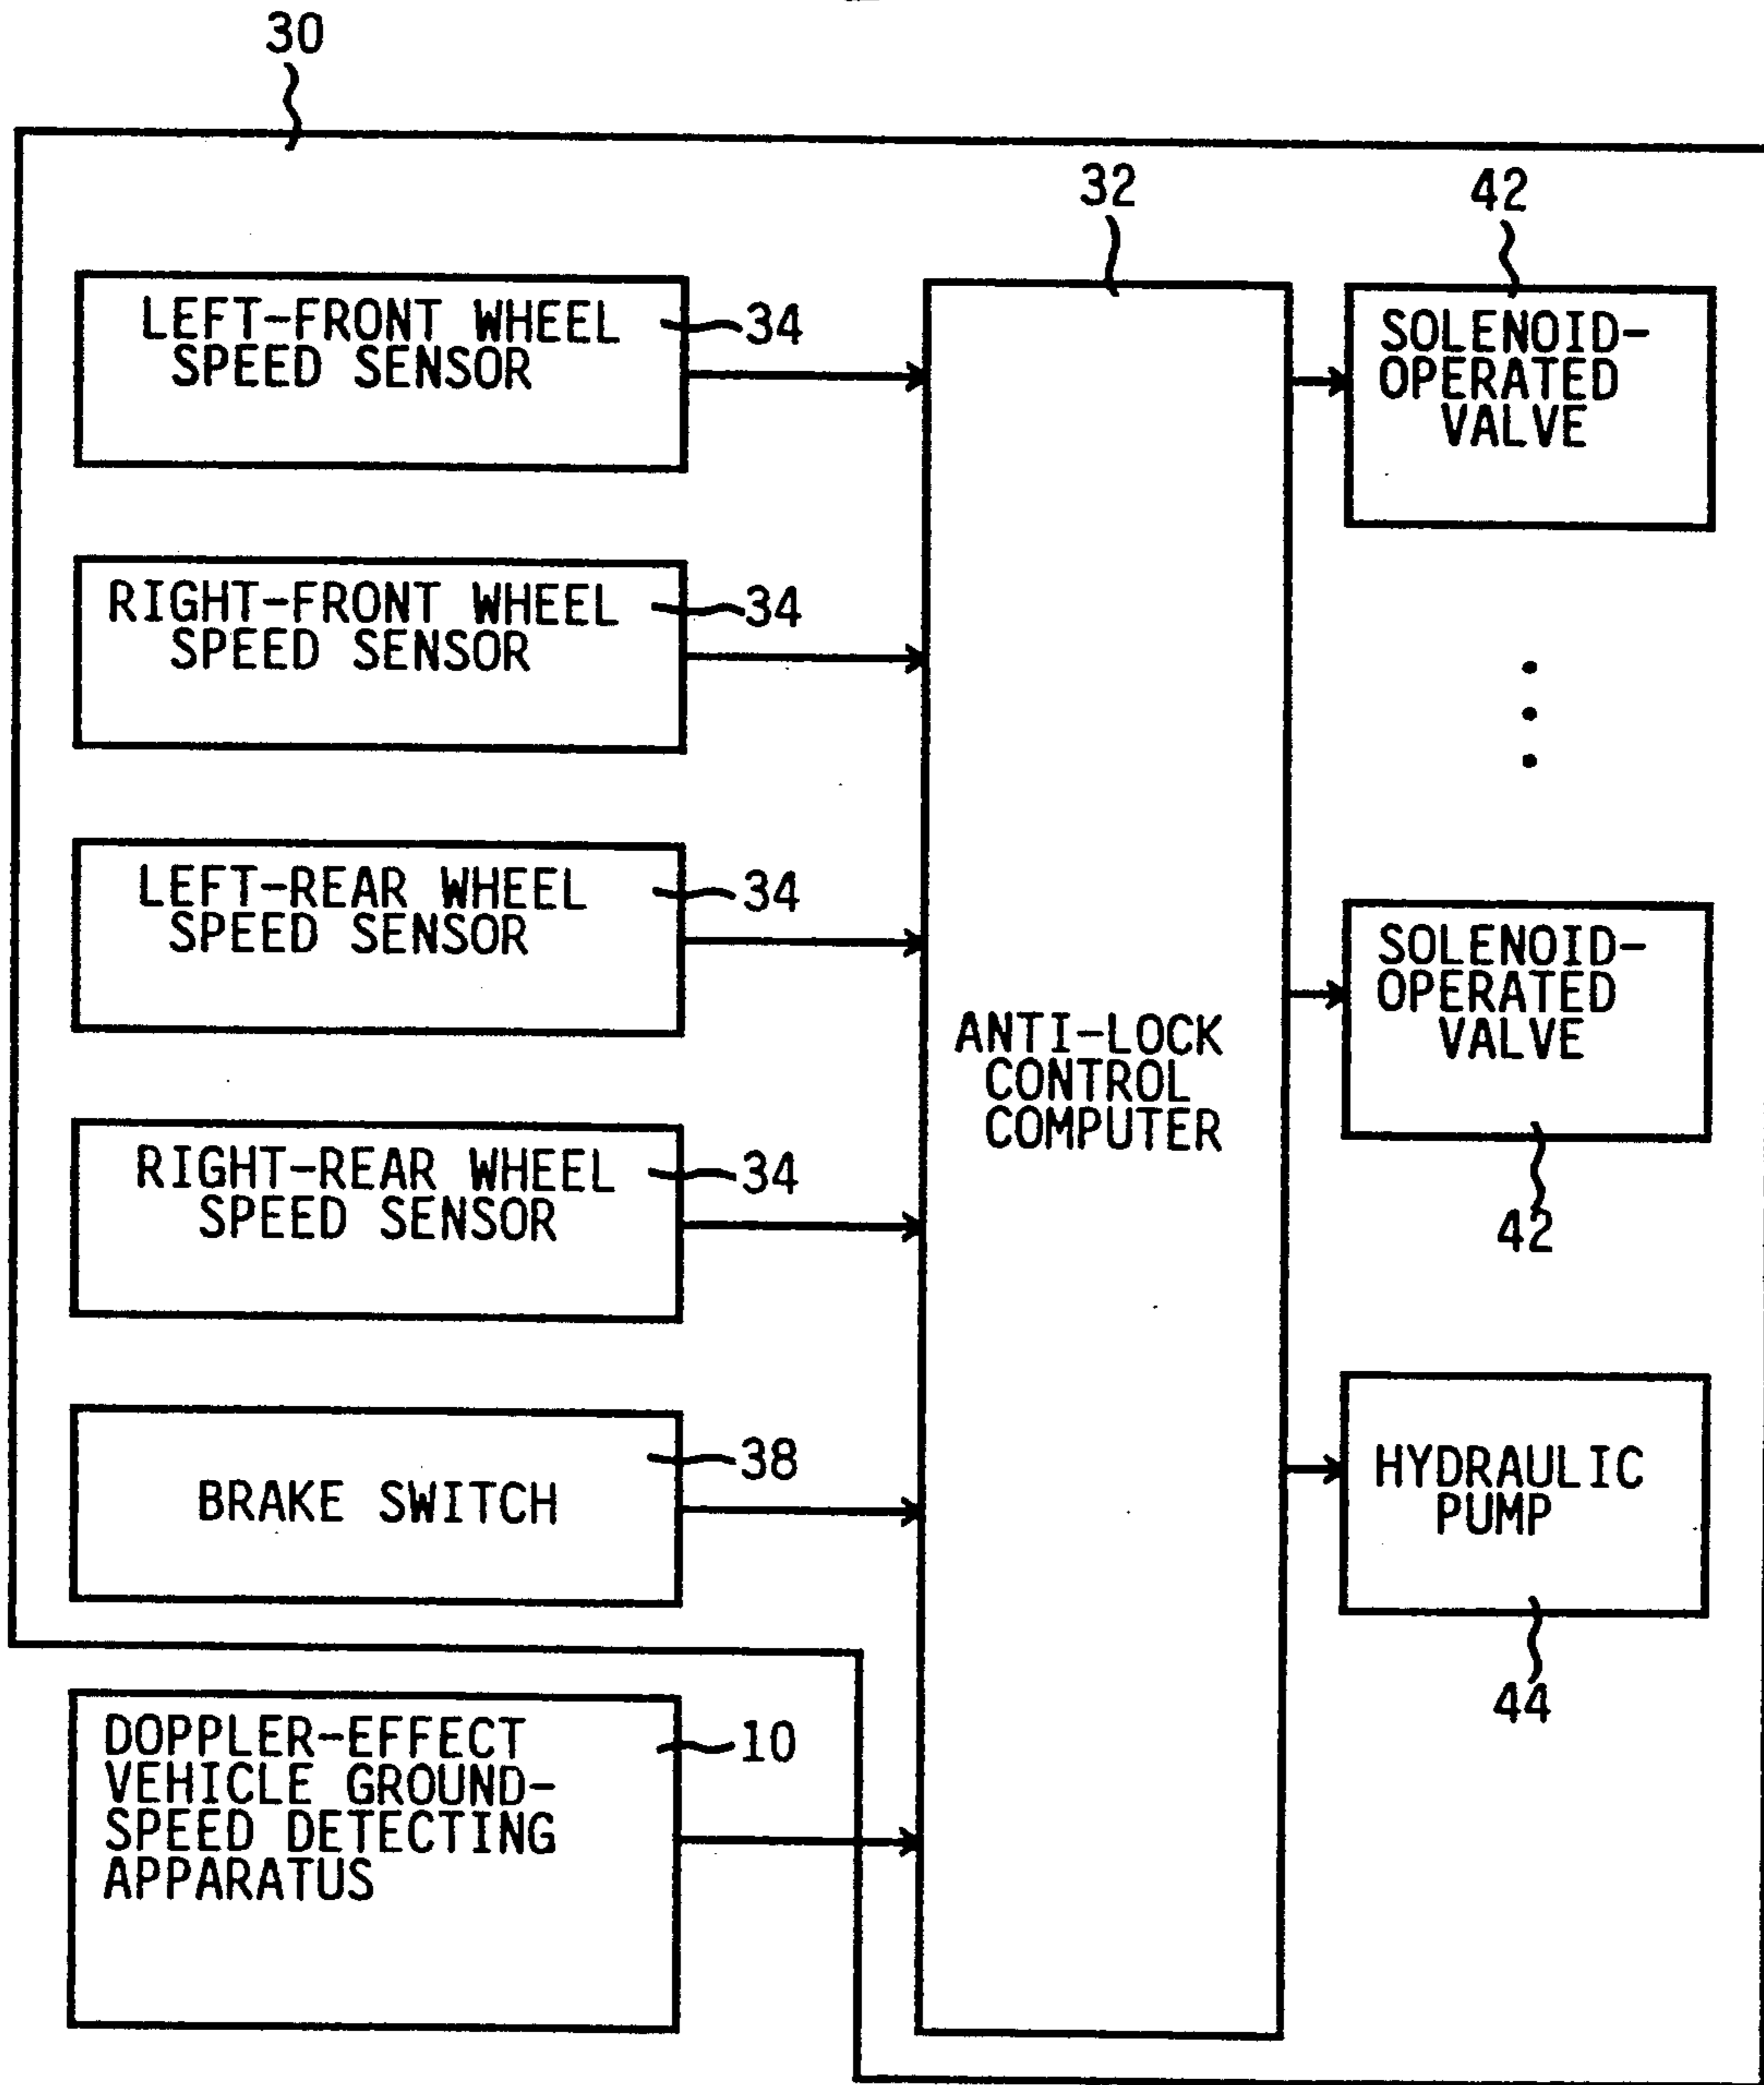 30
32
42
LEFT-FRONT WHEEL
SPEED SENSOR
34
SOLENOID-
OPERATED
VALVE
RIGHT-FRONT WHEEL
SPEED SENSOR
34
LEFT-REAR WHEEL
SPEED SENSOR
34
SOLENOID-
OPERATED
VALVE
42
ANTI-LOCK
CONTROL
COMPUTER
RIGHT-REAR WHEEL
SPEED SENSOR
34
BRAKE SWITCH
38
HYDRAULIC
PUMP
44
DOPPLER-EFFECT
VEHICLE GROUND-
SPEED DETECTING
APPARATUS
10